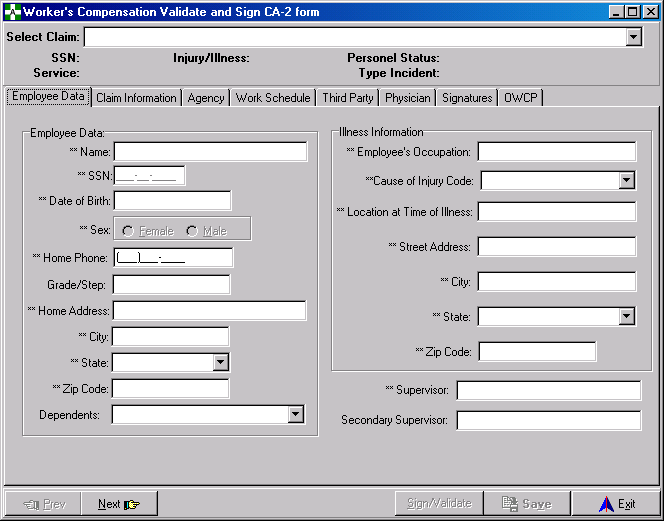 Worker's Compensation Validate and Sign CA-2 form
Select Claim:
SSN: Injury/Illness: Personel Status:
Service: Type Incident:
Employee Data Claim Information Agency Work Schedule Third Party Physician Signatures OWCP
Employee Data:
** Name:
** SSN: ___-__-____
** Date of Birth:
** Sex: Female Male
** Home Phone: (___)___-____
Grade/Step:
** Home Address:
** City:
** State:
** Zip Code:
Dependents:
Illness Information
** Employee's Occupation:
**Cause of Injury Code:
** Location at Time of Illness:
** Street Address:
** City:
** State:
** Zip Code:
** Supervisor:
Secondary Supervisor:
Prev Next Sign/Validate Save Exit